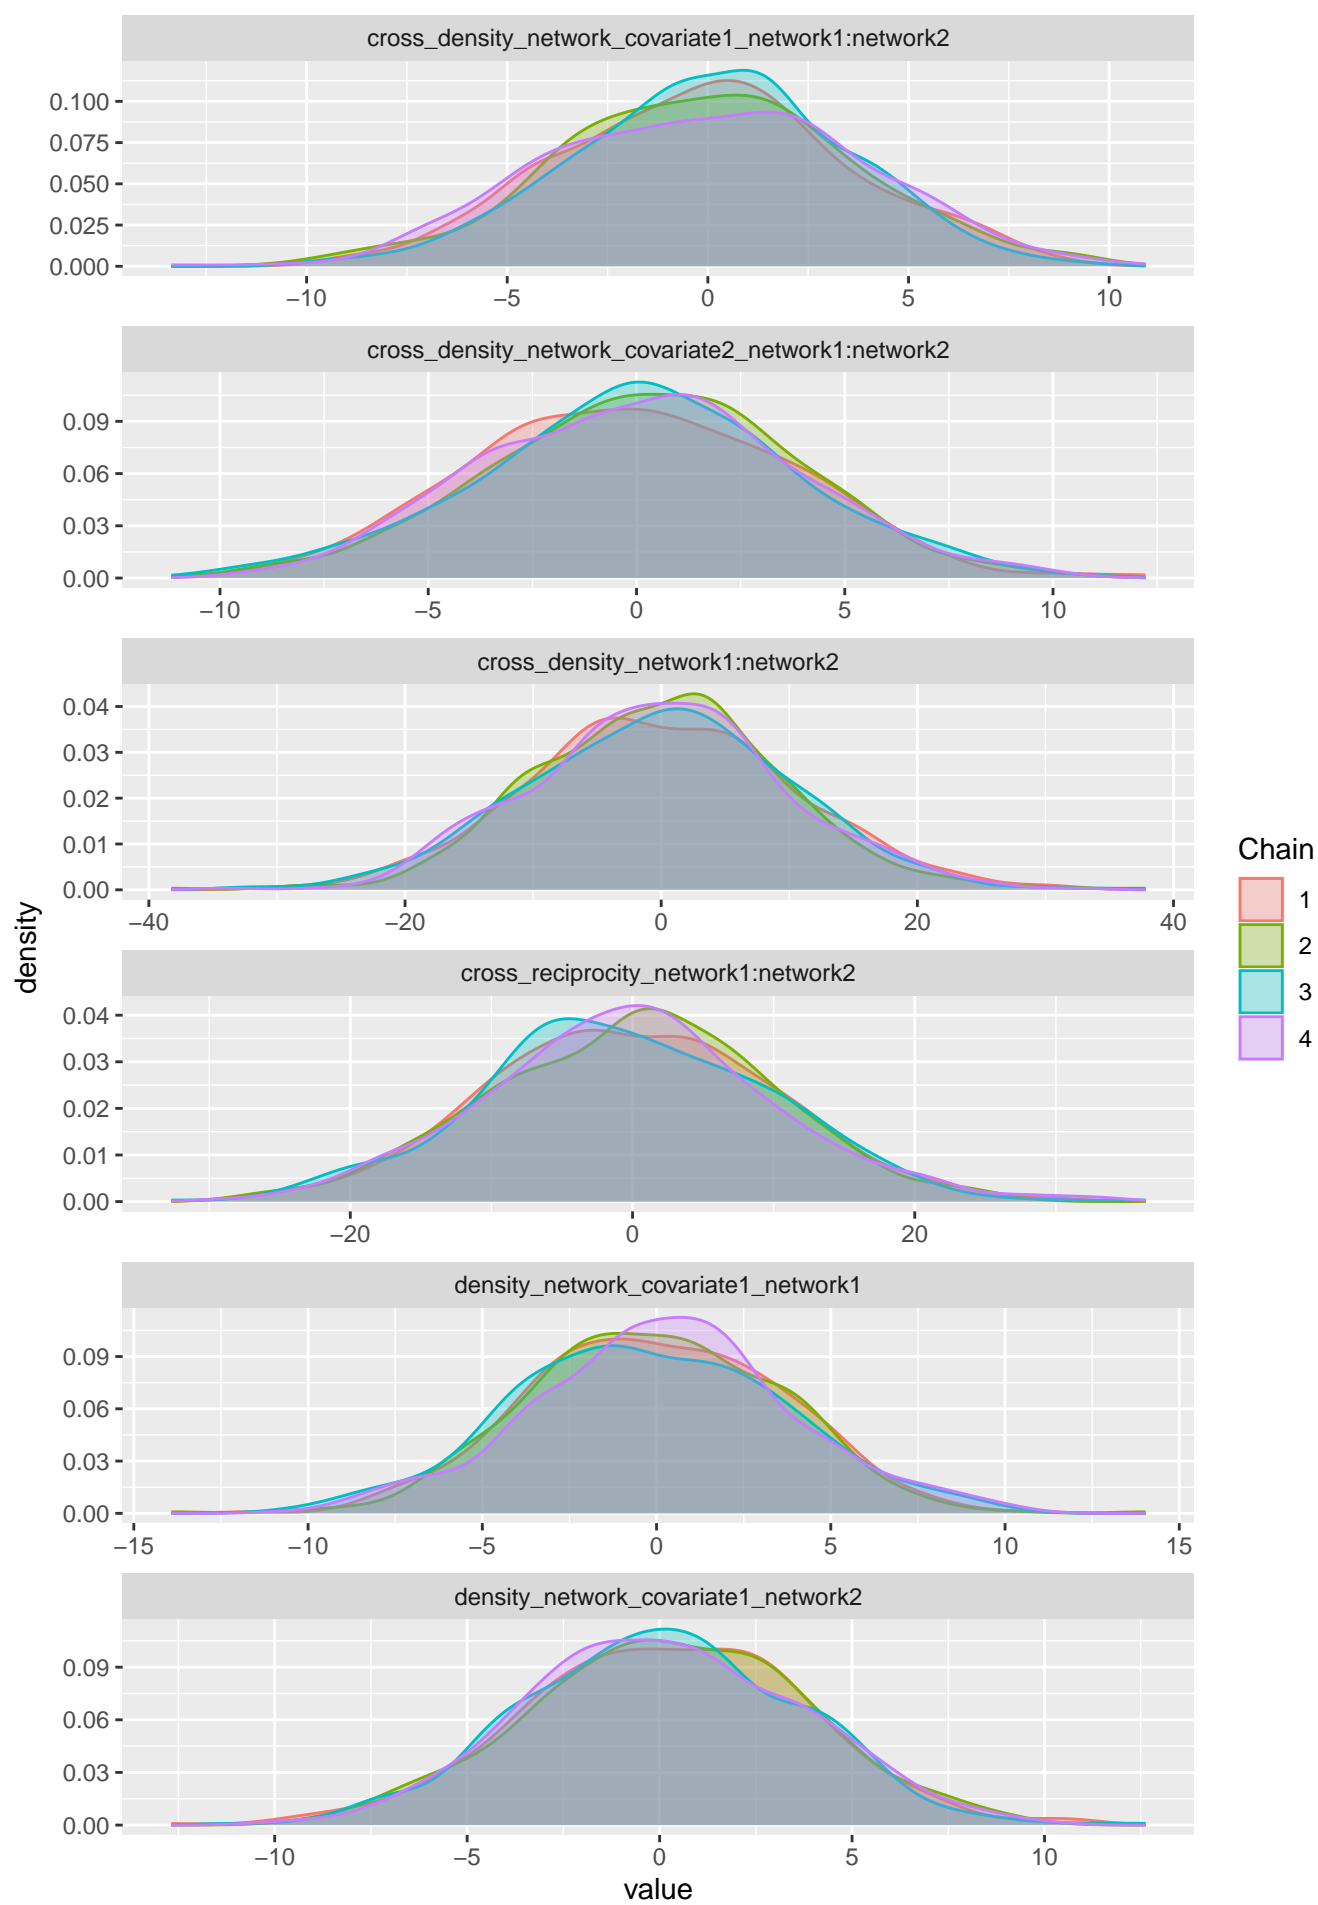 cross_density_network_covariate1_network1:network2
0.100
0.075
0.050
0.025
0.000
−10 −5 0 5 10
cross_density_network_covariate2_network1:network2
0.09
0.06
0.03
0.00
−10 −5 0 5 10
cross_density_network1:network2
0.04
0.03
0.02
0.01
0.00
−40 −20 0 20 40
cross_reciprocity_network1:network2
0.04
0.03
0.02
0.01
0.00
−20 0 20
density_network_covariate1_network1
0.09
0.06
0.03
0.00
−15 −10 −5 0 5 10 15
density_network_covariate1_network2
0.09
0.06
0.03
0.00
−10 −5 0 5 10
value
density
Chain
1
2
3
4